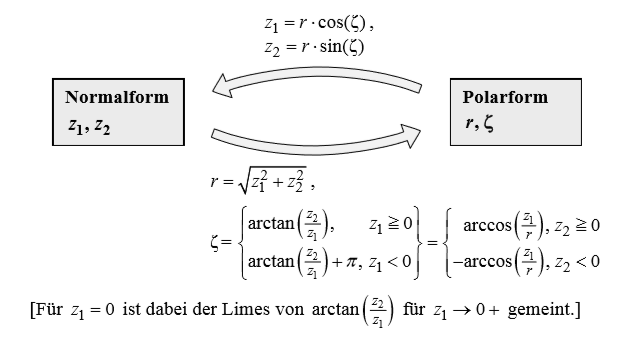 z₁ = r · cos(ζ) ,
z₂ = r · sin(ζ)
Normalform
z₁, z₂
Polarform
r, ζ
r = √(z₁² + z₂²) ,
ζ = { arctan(z₂/z₁), z₁ ≧ 0 } = { arccos(z₁/r), z₂ ≧ 0
arctan(z₂/z₁) + π, z₁ < 0 } −arccos(z₁/r), z₂ < 0
[Für z₁ = 0 ist dabei der Limes von arctan(z₂/z₁) für z₁ → 0+ gemeint.]